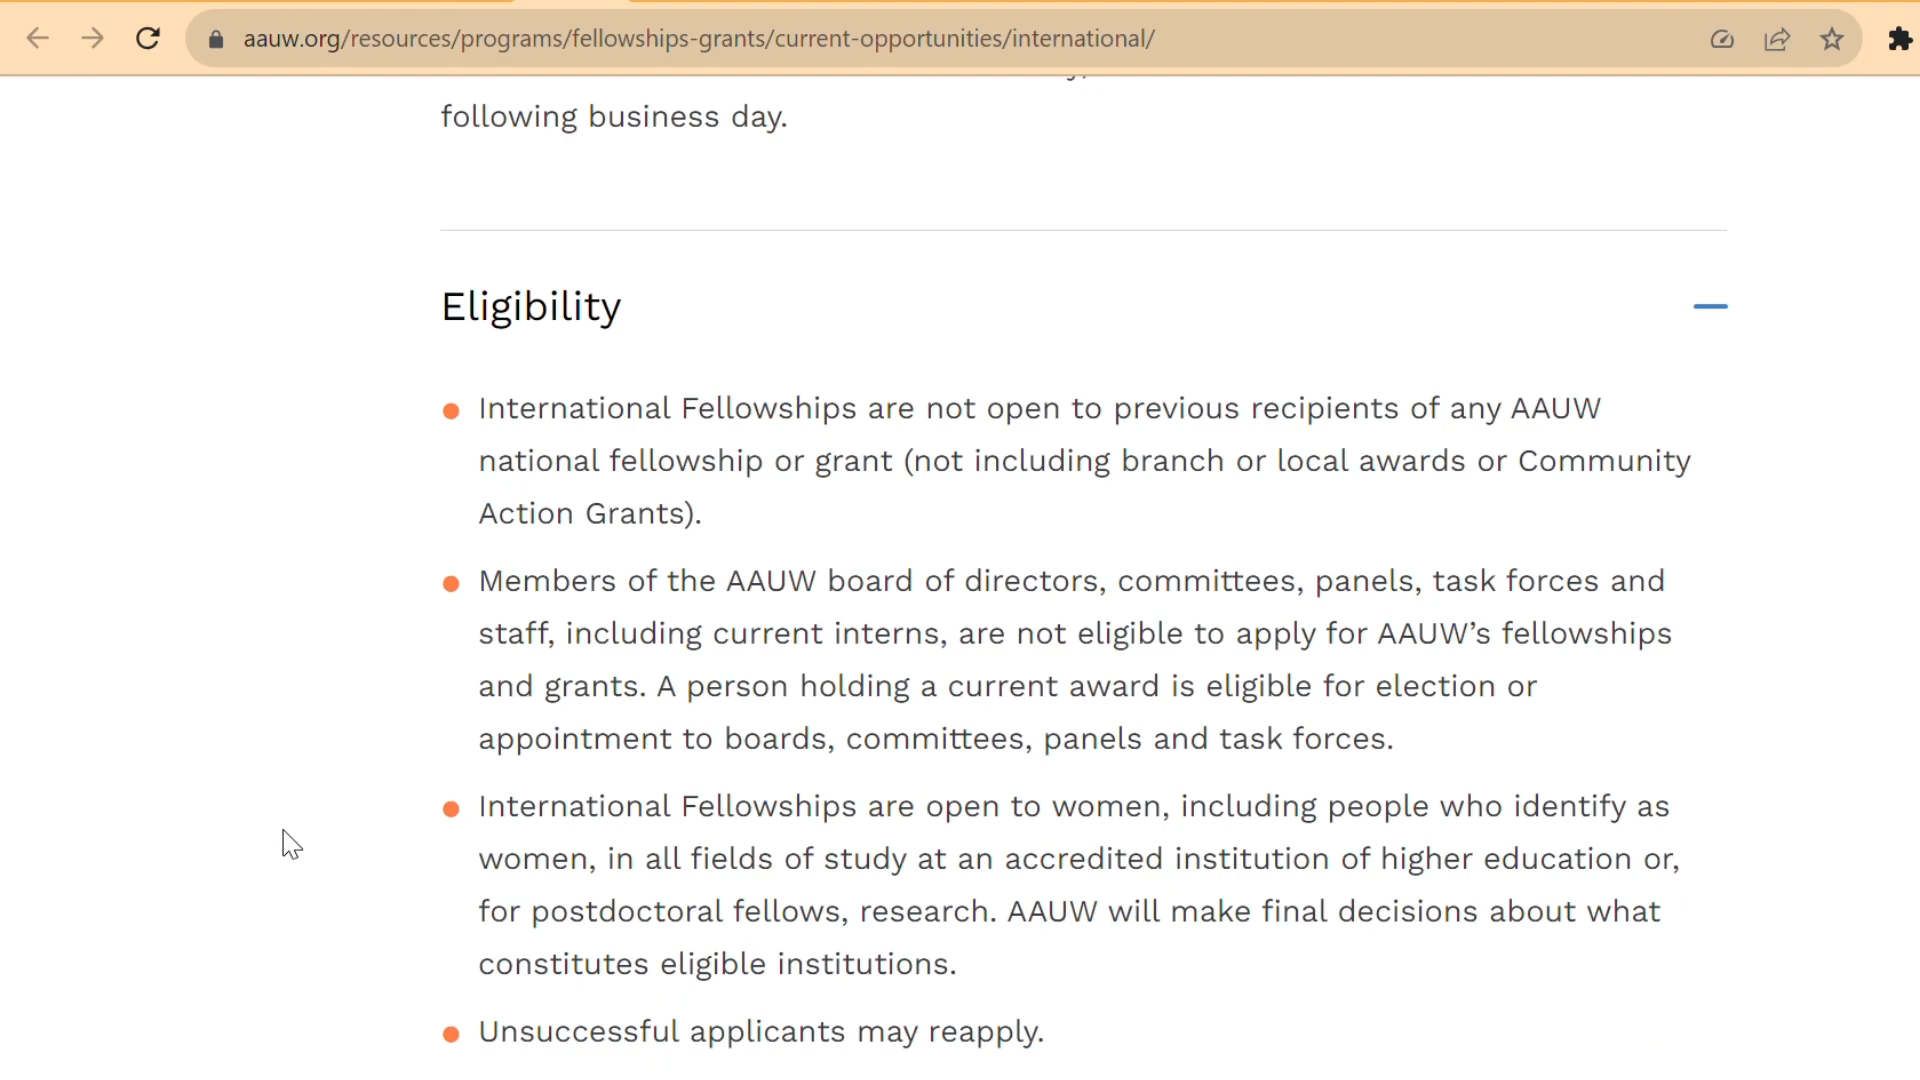 aauw.org/resources/programs/fellowships-grants/current-opportunities/international/
following business day.
Eligibility
International Fellowships are not open to previous recipients of any AAUW
national fellowship or grant (not including branch or local awards or Community
Action Grants).
Members of the AAUW board of directors, committees, panels, task forces and
staff, including current interns, are not eligible to apply for AAUW’s fellowships
and grants. A person holding a current award is eligible for election or
appointment to boards, committees, panels and task forces.
International Fellowships are open to women, including people who identify as
women, in all fields of study at an accredited institution of higher education or,
for postdoctoral fellows, research. AAUW will make final decisions about what
constitutes eligible institutions.
Unsuccessful applicants may reapply.